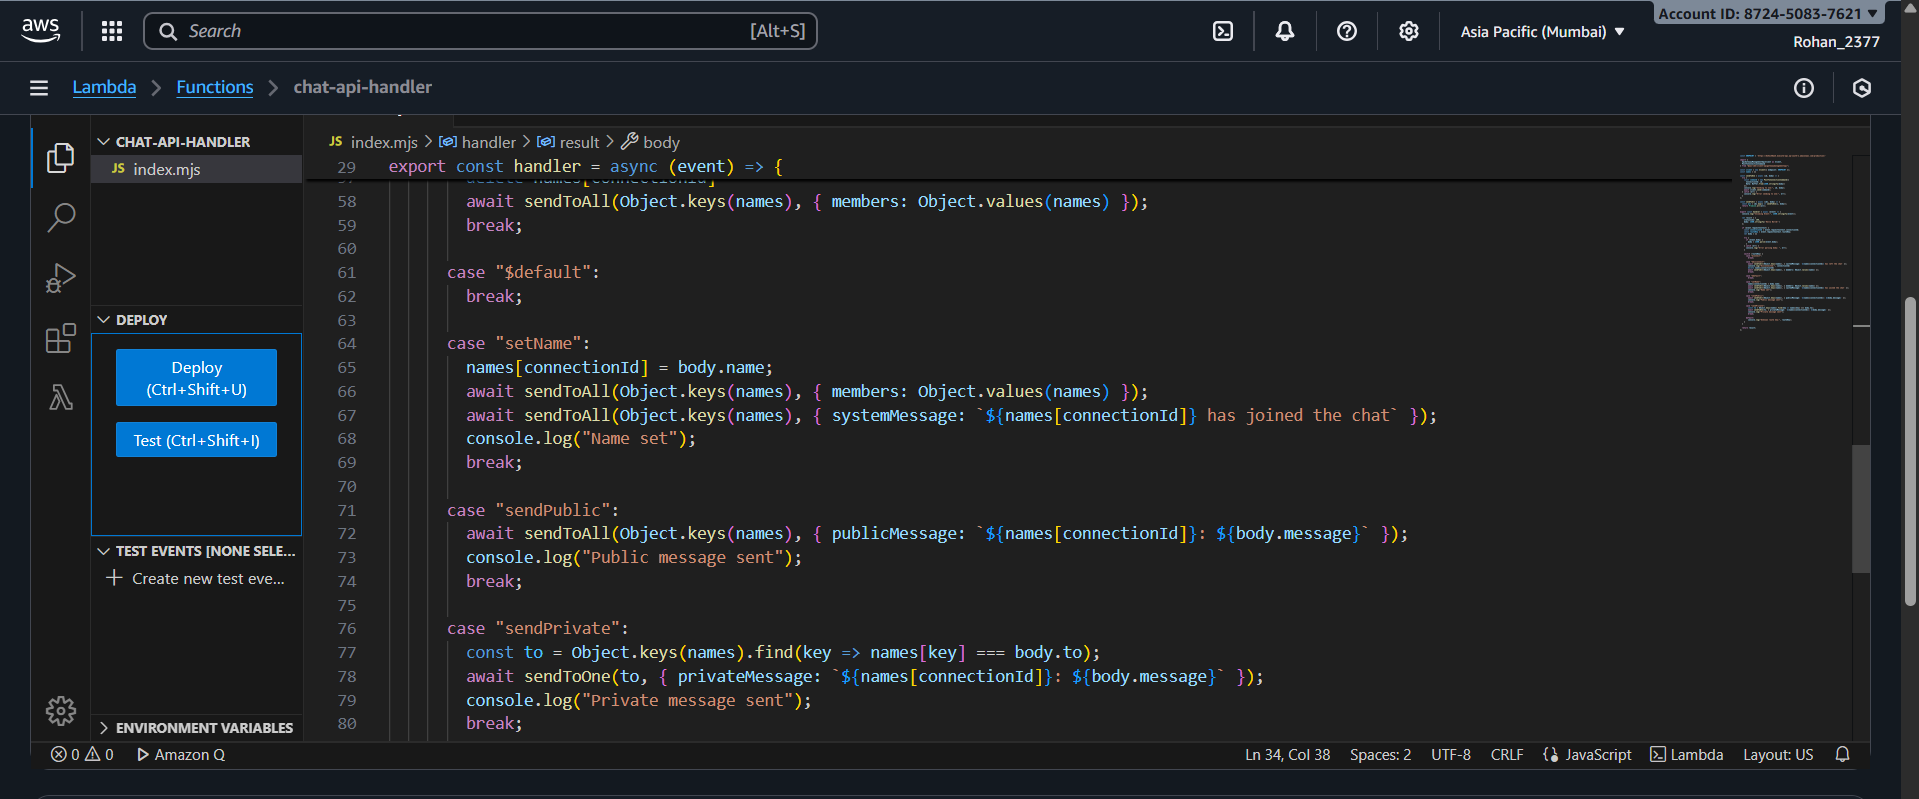 aws
Search
[Alt+S]
Asia Pacific (Mumbai)
Account ID: 8724-5083-7621
Rohan_2377
Lambda
Functions
chat-api-handler
CHAT-API-HANDLER
JS index.mjs
DEPLOY
Deploy
(Ctrl+Shift+U)
Test (Ctrl+Shift+I)
TEST EVENTS [NONE SELE...
Create new test eve...
ENVIRONMENT VARIABLES
JS index.mjs > handler > result > body
29 export const handler = async (event) => {
58 await sendToAll(Object.keys(names), { members: Object.values(names) });
59 break;
60
61 case "$default":
62 break;
63
64 case "setName":
65 names[connectionId] = body.name;
66 await sendToAll(Object.keys(names), { members: Object.values(names) });
67 await sendToAll(Object.keys(names), { systemMessage: `${names[connectionId]} has joined the chat` });
68 console.log("Name set");
69 break;
70
71 case "sendPublic":
72 await sendToAll(Object.keys(names), { publicMessage: `${names[connectionId]}: ${body.message}` });
73 console.log("Public message sent");
74 break;
75
76 case "sendPrivate":
77 const to = Object.keys(names).find(key => names[key] === body.to);
78 await sendToOne(to, { privateMessage: `${names[connectionId]}: ${body.message}` });
79 console.log("Private message sent");
80 break;
0 0 Amazon Q
Ln 34, Col 38
Spaces: 2
UTF-8
CRLF
JavaScript
Lambda
Layout: US